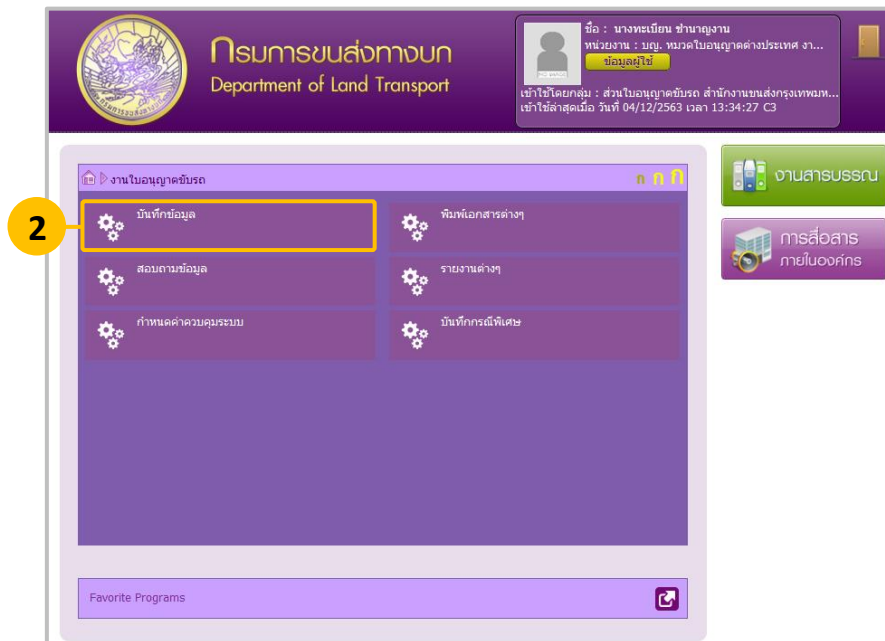 กรมการขนส่งทางบก
Department of Land Transport
ชื่อ : นางทะเบียน ชำนาญงาน
หน่วยงาน : บญ. หมวดใบอนุญาตต่างประเทศ งา...
ข้อมูลผู้ใช้
NO IMAGE
เข้าใช้โดยกลุ่ม : ส่วนใบอนุญาตขับรถ สำนักงานขนส่งกรุงเทพมห...
เข้าใช้ล่าสุดเมื่อ วันที่ 04/12/2563 เวลา 13:34:27 C3
งานใบอนุญาตขับรถ
ก ก ก
งานสารบรรณ
การสื่อสาร
ภายในองค์กร
2
บันทึกข้อมูล
พิมพ์เอกสารต่างๆ
สอบถามข้อมูล
รายงานต่างๆ
กำหนดค่าควบคุมระบบ
บันทึกกรณีพิเศษ
Favorite Programs